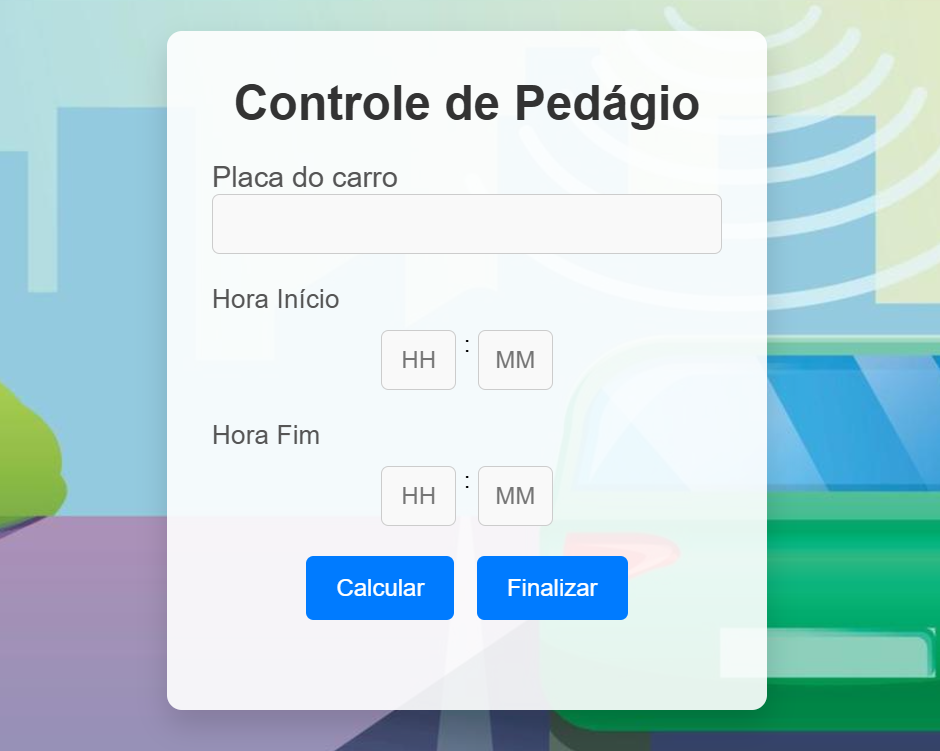 Controle de Pedágio
Placa do carro
Hora Início
HH : MM
Hora Fim
HH : MM
Calcular Finalizar